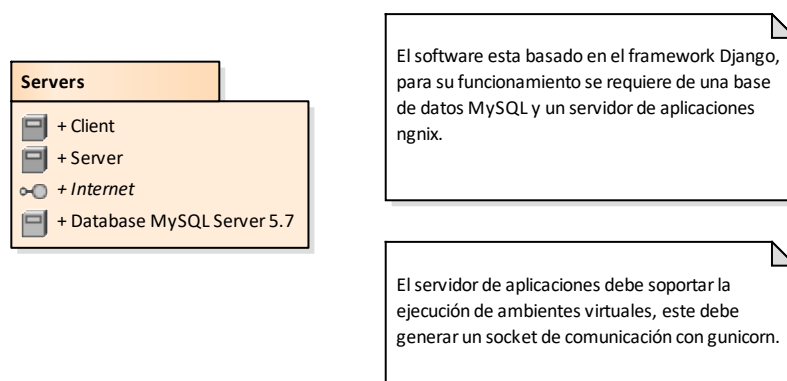 Servers
+ Client
+ Server
+ Internet
+ Database MySQL Server 5.7
El software esta basado en el framework Django,
para su funcionamiento se requiere de una base
de datos MySQL y un servidor de aplicaciones
ngnix.
El servidor de aplicaciones debe soportar la
ejecución de ambientes virtuales, este debe
generar un socket de comunicación con gunicorn.